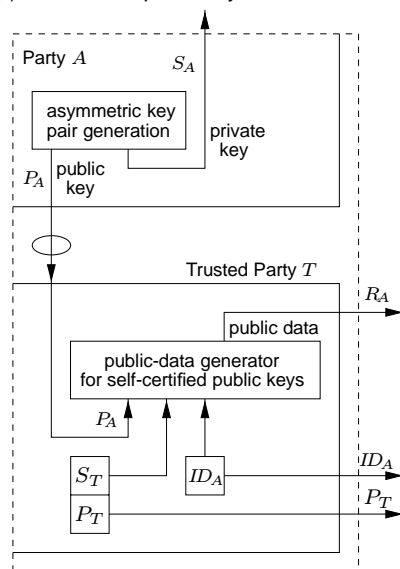 Party A
S_A
asymmetric key
pair generation
private
key
P_A
public
key
Trusted Party T
R_A
public data
public-data generator
for self-certified public keys
P_A
S_T
ID_A
ID_A
P_T
P_T